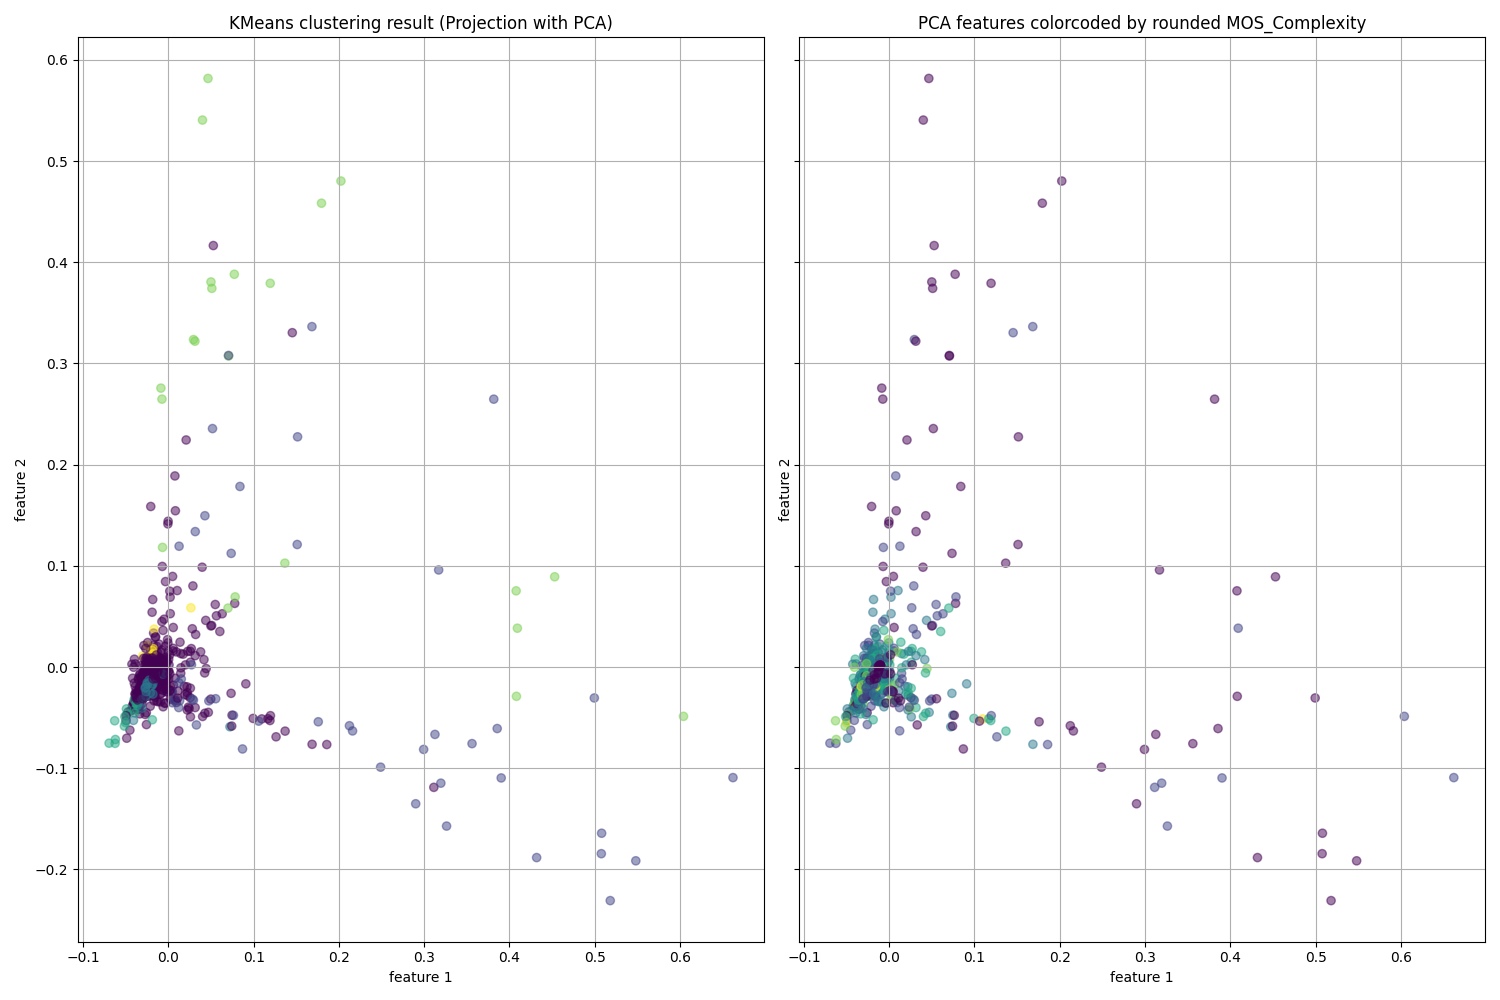 KMeans clustering result (Projection with PCA)
PCA features colorcoded by rounded MOS_Complexity
0.6
0.5
0.4
0.3
0.2
0.1
0.0
−0.1
−0.2
feature 2
feature 2
−0.1 0.0 0.1 0.2 0.3 0.4 0.5 0.6
−0.1 0.0 0.1 0.2 0.3 0.4 0.5 0.6
feature 1
feature 1